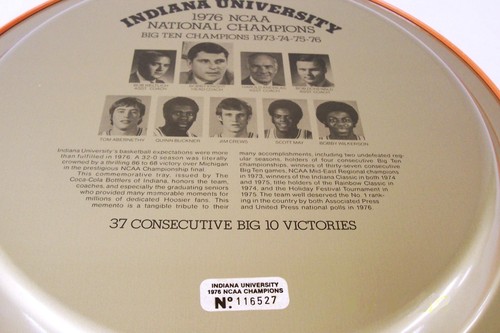 INDIANA UNIVERSITY
1976 NCAA
NATIONAL CHAMPIONS
BIG TEN CHAMPIONS 1973-74-75-76
TOM ABERNETHY
QUINN BUCKNER
JIM CREWS
SCOTT MAY
BOBBY WILKERSON
Indiana University's basketball expectations were more
than fulfilled in 1976. A 32-0 season was literally
crowned by a thrilling 86 to 68 victory over Michigan
in the prestigious NCAA Championship final.
This commemorative tray, issued by The
Coca-Cola Bottlers of Indiana, honors the team,
coaches, and especially the graduating seniors
who provided many memorable moments for
millions of dedicated Hoosier fans. This
memento is a tangible tribute to their
many accomplishments, including two undefeated reg-
ular seasons, holders of four consecutive Big Ten
championships, winners of thirty-seven consecutive
Big Ten games, NCAA Mid-East Regional champions
in 1973, winners of the Indiana Classic in both 1974
and 1975, title holders of the Rainbow Classic in
1974, and the Holiday Festival Tournament in
1975. The team well deserved the No. 1 rank-
ing in the country by both Associated Press
and United Press national polls in 1976.
37 CONSECUTIVE BIG 10 VICTORIES
INDIANA UNIVERSITY
1976 NCAA CHAMPIONS
No. 116527